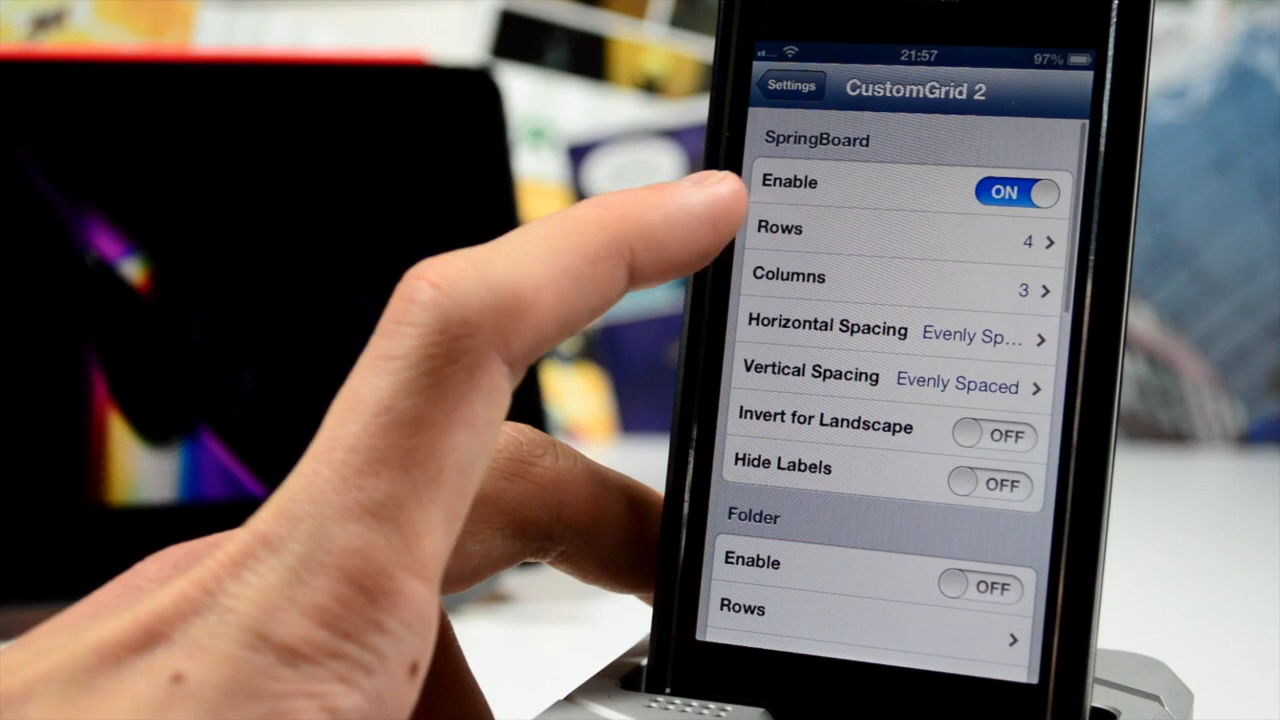 21:57 97%
Settings CustomGrid 2
SpringBoard
Enable ON
Rows 4
Columns 3
Horizontal Spacing Evenly Sp...
Vertical Spacing Evenly Spaced
Invert for Landscape OFF
Hide Labels OFF
Folder
Enable OFF
Rows